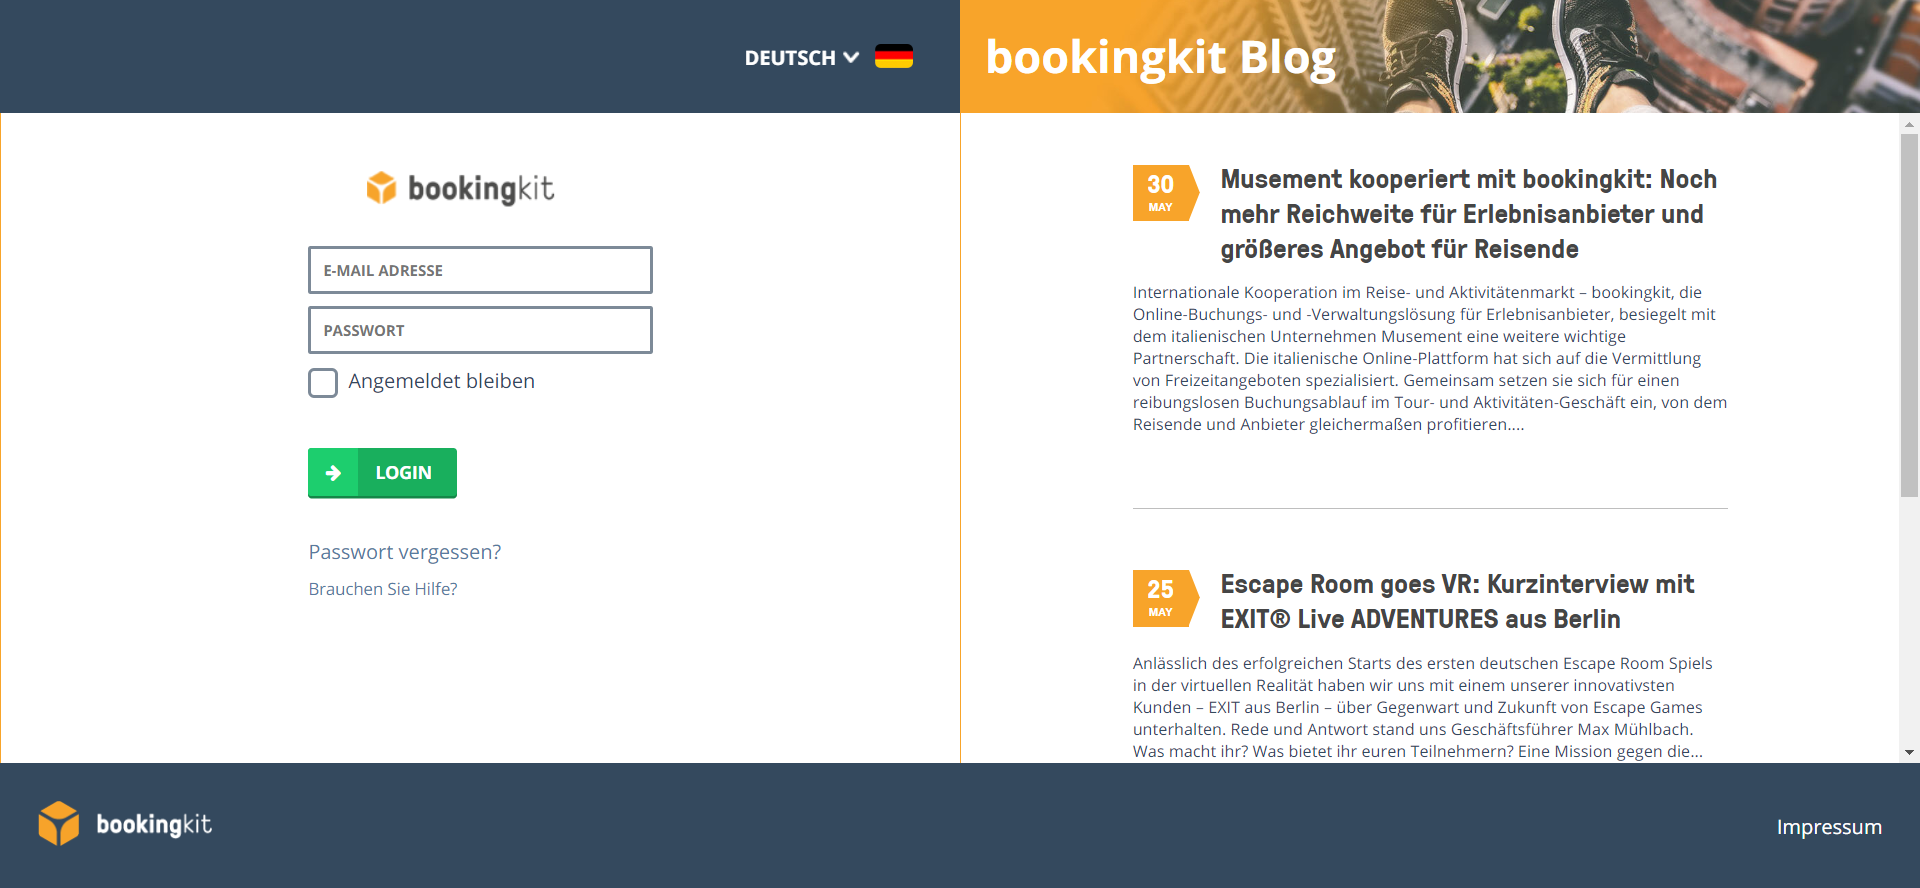 DEUTSCH
bookingkit Blog
bookingkit
E-MAIL ADRESSE
PASSWORT
Angemeldet bleiben
LOGIN
Passwort vergessen?
Brauchen Sie Hilfe?
30
MAY
Musement kooperiert mit bookingkit: Noch
mehr Reichweite für Erlebnisanbieter und
größeres Angebot für Reisende
Internationale Kooperation im Reise- und Aktivitätenmarkt – bookingkit, die
Online-Buchungs- und -Verwaltungslösung für Erlebnisanbieter, besiegelt mit
dem italienischen Unternehmen Musement eine weitere wichtige
Partnerschaft. Die italienische Online-Plattform hat sich auf die Vermittlung
von Freizeitangeboten spezialisiert. Gemeinsam setzen sie sich für einen
reibungslosen Buchungsablauf im Tour- und Aktivitäten-Geschäft ein, von dem
Reisende und Anbieter gleichermaßen profitieren....
25
MAY
Escape Room goes VR: Kurzinterview mit
EXIT® Live ADVENTURES aus Berlin
Anlässlich des erfolgreichen Starts des ersten deutschen Escape Room Spiels
in der virtuellen Realität haben wir uns mit einem unserer innovativsten
Kunden – EXIT aus Berlin – über Gegenwart und Zukunft von Escape Games
unterhalten. Rede und Antwort stand uns Geschäftsführer Max Mühlbach.
Was macht ihr? Was bietet ihr euren Teilnehmern? Eine Mission gegen die...
bookingkit
Impressum